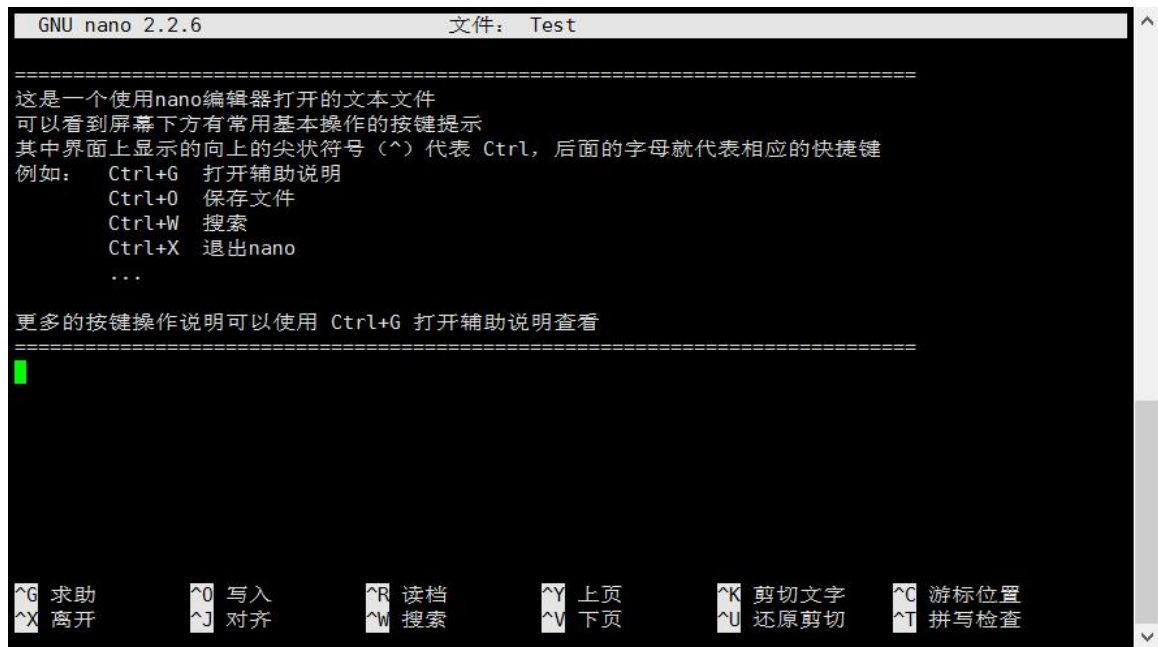 GNU nano 2.2.6 文件： Test
=============================================================================
这是一个使用nano编辑器打开的文本文件
可以看到屏幕下方有常用基本操作的按键提示
其中界面上显示的向上的尖状符号（^）代表 Ctrl，后面的字母就代表相应的快捷键
例如： Ctrl+G 打开辅助说明
Ctrl+O 保存文件
Ctrl+W 搜索
Ctrl+X 退出nano
...
更多的按键操作说明可以使用 Ctrl+G 打开辅助说明查看
=============================================================================
^G 求助 ^O 写入 ^R 读档 ^Y 上页 ^K 剪切文字 ^C 游标位置
^X 离开 ^J 对齐 ^W 搜索 ^V 下页 ^U 还原剪切 ^T 拼写检查